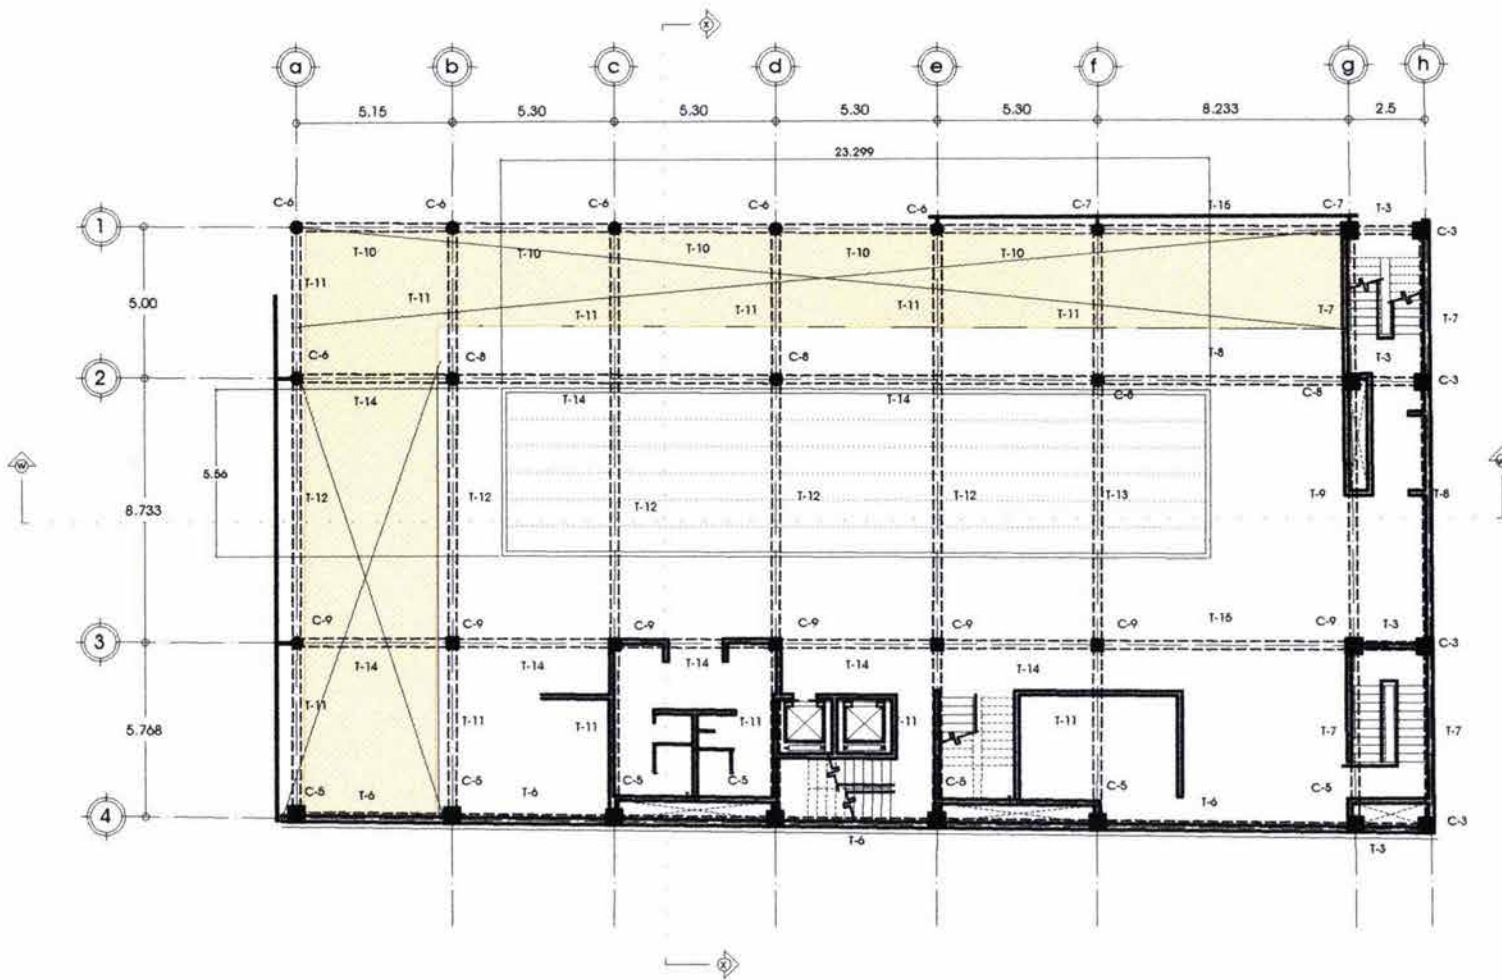 x
a b c d e f g h
5.15 5.30 5.30 5.30 5.30 8.233 2.5
23.299
C-6 C-6 C-6 C-6 C-6 C-7 T-15 C-7 T-3
1 C-3
T-10 T-10 T-10 T-10 T-10
T-11 T-11 T-11 T-11 T-11 T-11 T-7 T-7
5.00
C-6 C-8 C-8 T-8 T-3
2 C-8 C-8 C-3
T-14 T-14 T-14
w 5.56 w
T-12 T-12 T-12 T-12 T-12 T-13 T-9 T-8
8.733
C-9 C-9 C-9 C-9 C-9 C-9 T-15 C-9 T-3
3 C-3
T-14 T-14 T-14 T-14 T-14
T-11 T-11 T-11 T-11 T-11 T-11 T-7 T-7
5.768
C-5 C-5 C-5 C-5 C-5 C-5 C-5
T-6 T-6 T-6
4 C-3
T-6 T-3
x